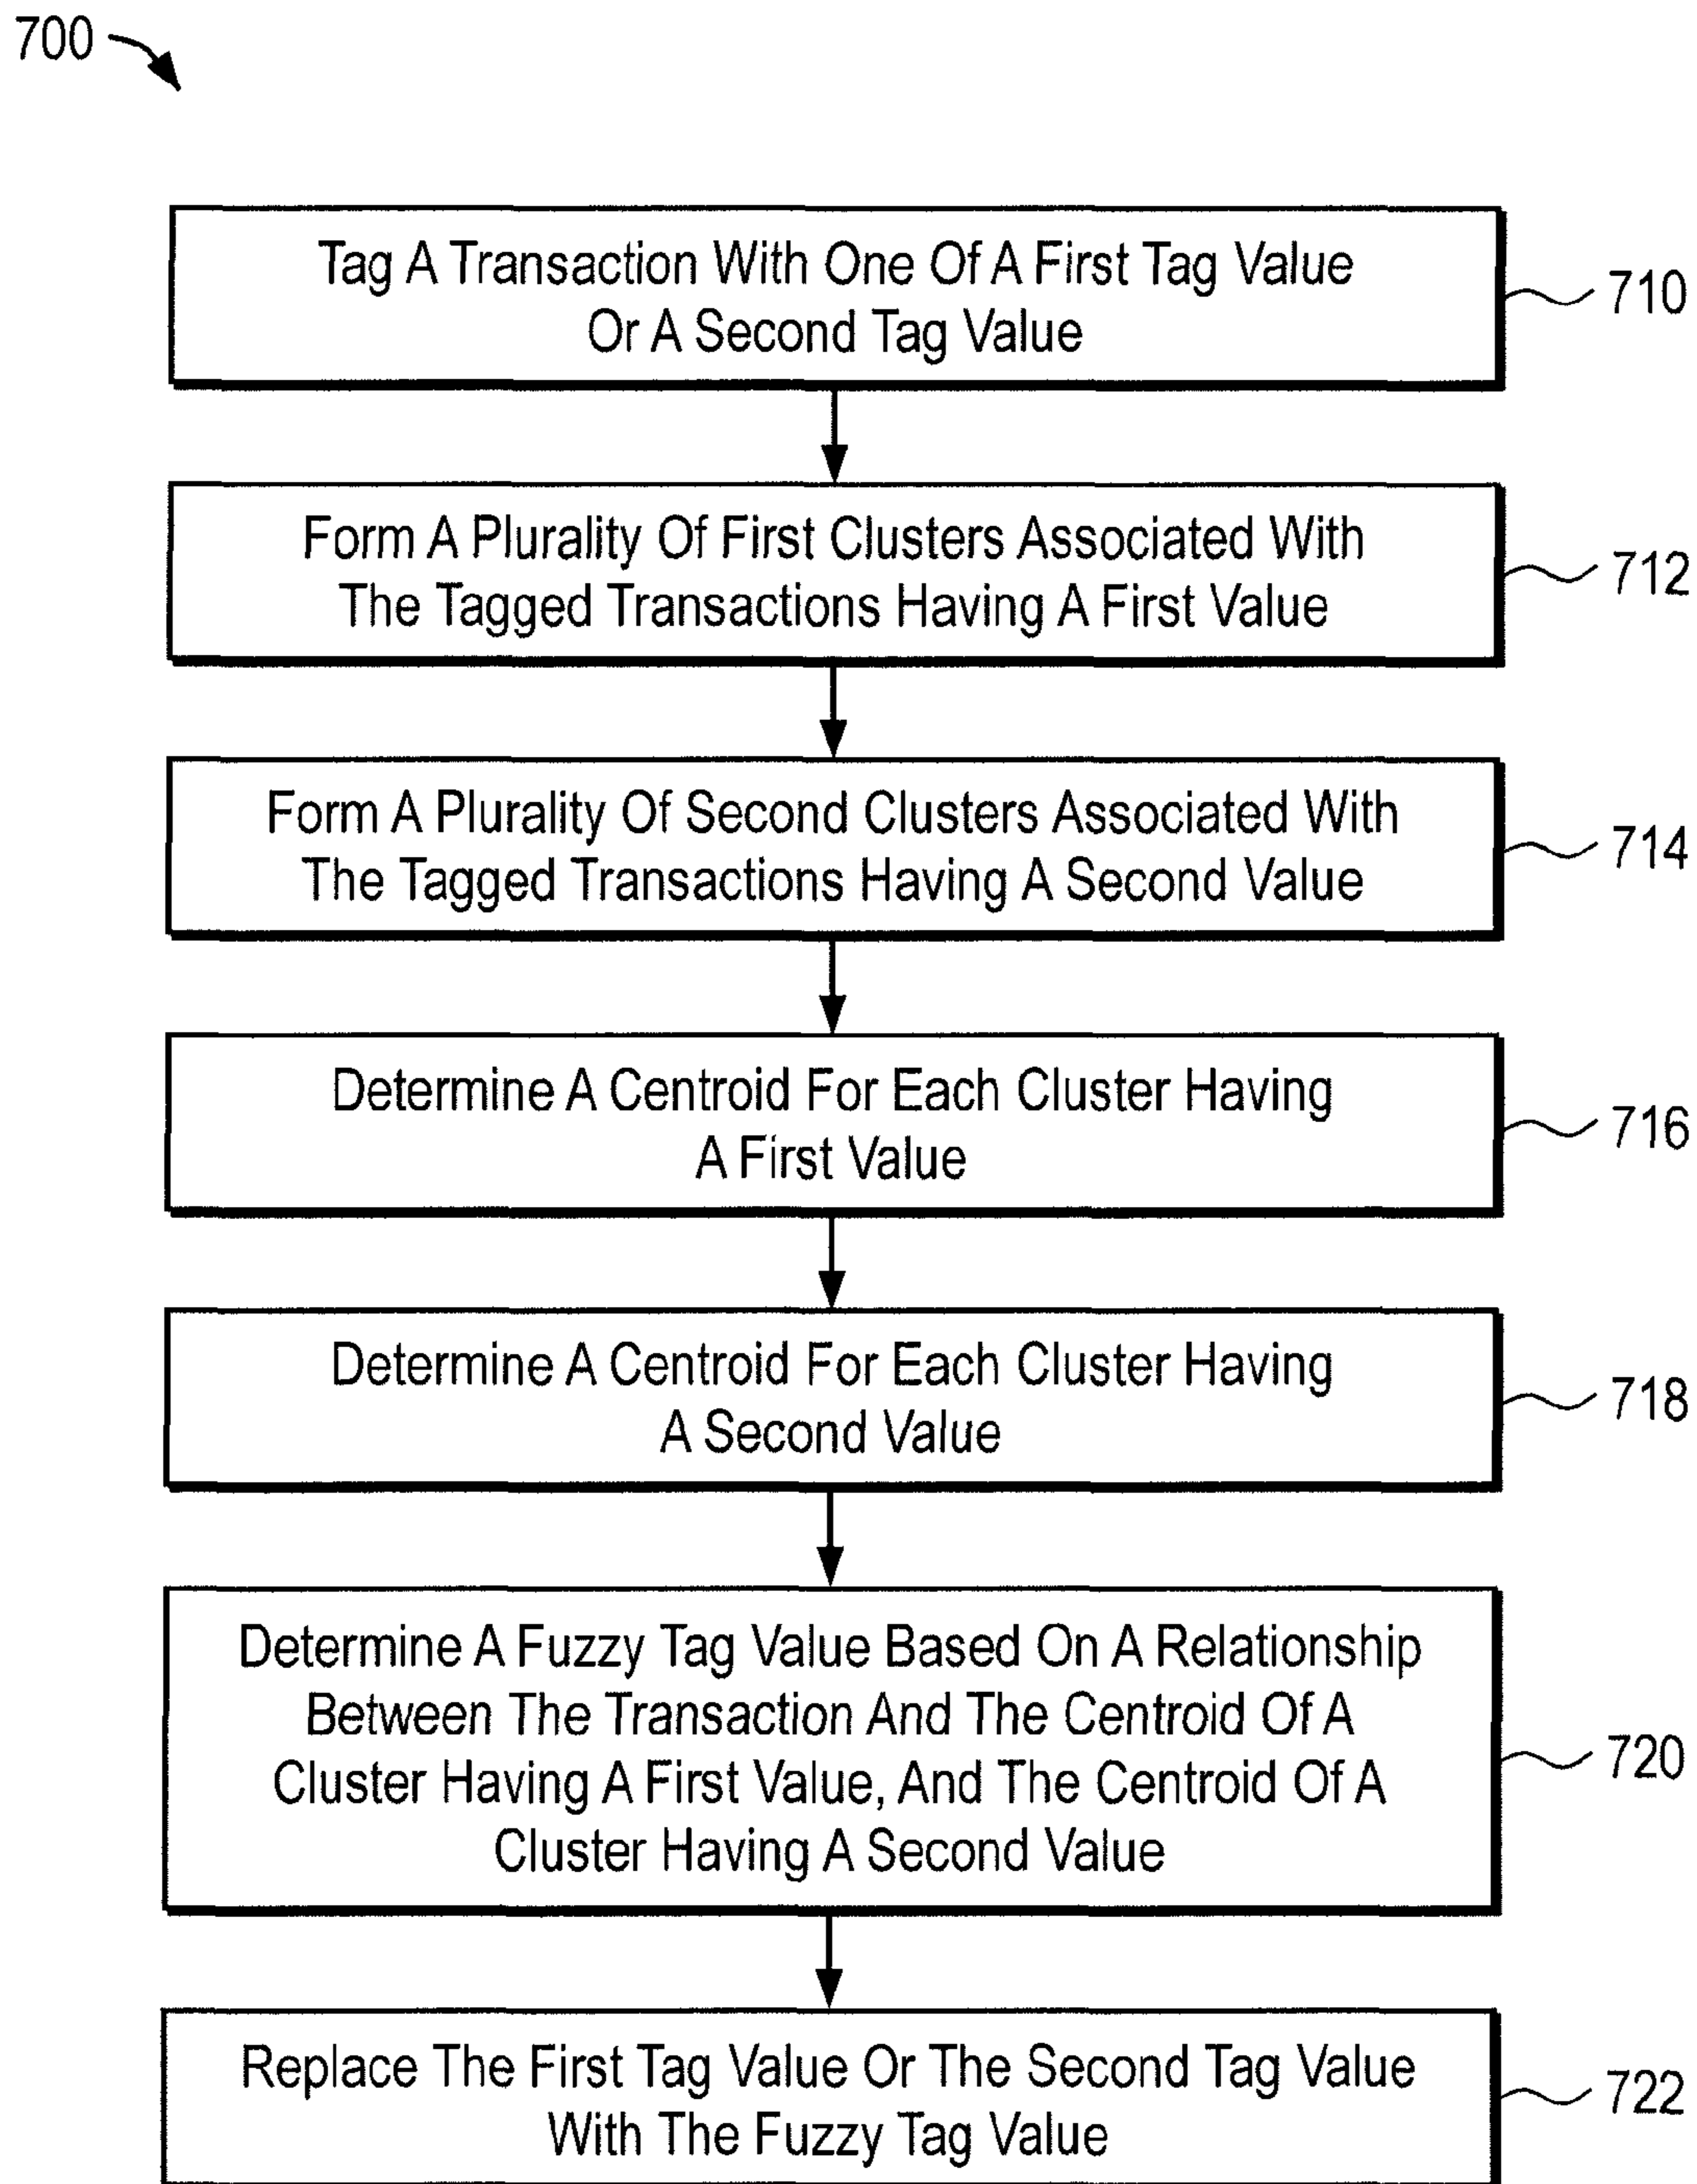 700
Tag A Transaction With One Of A First Tag Value
Or A Second Tag Value
710
Form A Plurality Of First Clusters Associated With
The Tagged Transactions Having A First Value
712
Form A Plurality Of Second Clusters Associated With
The Tagged Transactions Having A Second Value
714
Determine A Centroid For Each Cluster Having
A First Value
716
Determine A Centroid For Each Cluster Having
A Second Value
718
Determine A Fuzzy Tag Value Based On A Relationship
Between The Transaction And The Centroid Of A
Cluster Having A First Value, And The Centroid Of A
Cluster Having A Second Value
720
Replace The First Tag Value Or The Second Tag Value
With The Fuzzy Tag Value
722